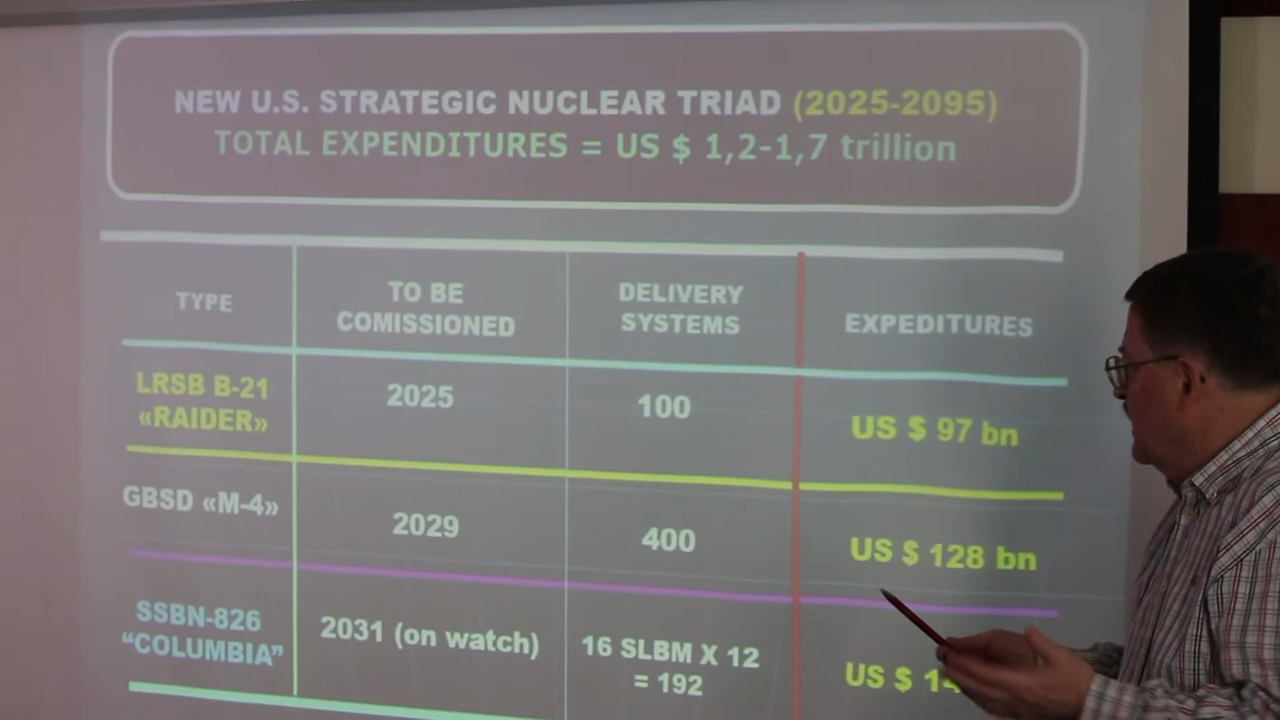 NEW U.S. STRATEGIC NUCLEAR TRIAD (2025-2095)
TOTAL EXPENDITURES = US $ 1,2-1,7 trillion
TYPE
TO BE
COMISSIONED
DELIVERY
SYSTEMS
EXPEDITURES
LRSB B-21
«RAIDER»
2025
100
US $ 97 bn
GBSD «M-4»
2029
400
US $ 128 bn
SSBN-826
“COLUMBIA”
2031 (on watch)
16 SLBM X 12
= 192
US $